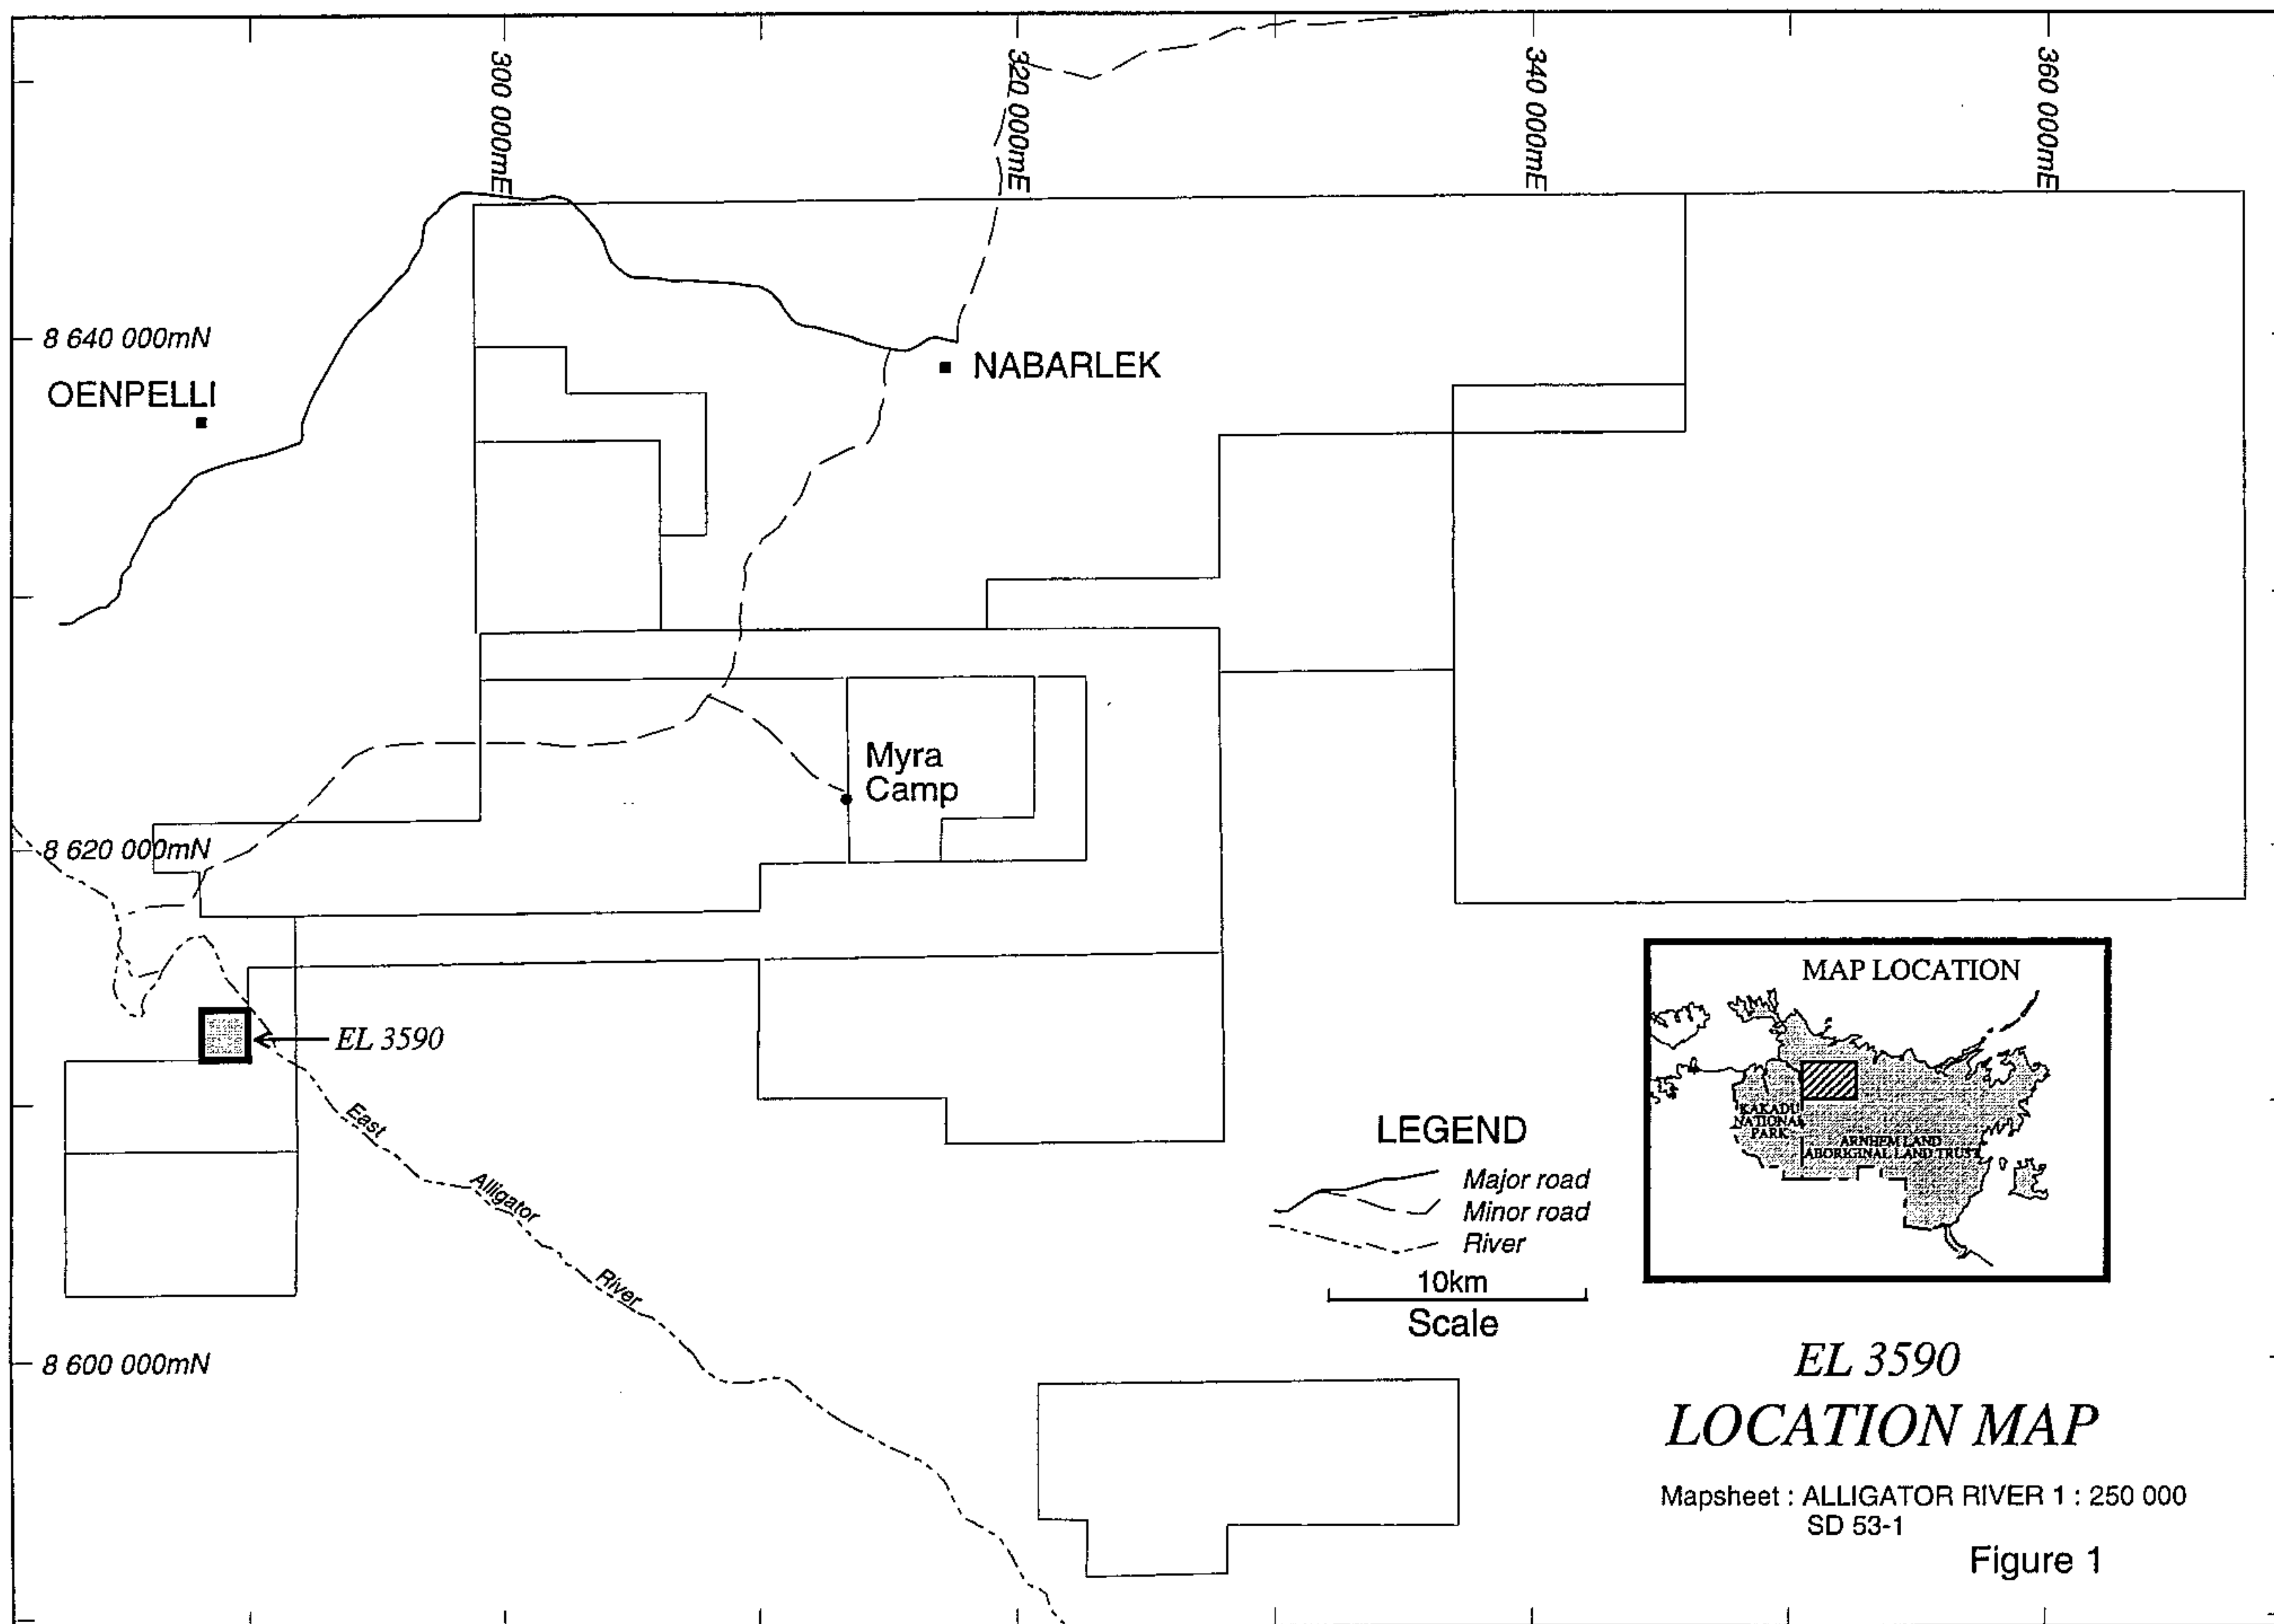 300 000mE
320 000mE
340 000mE
360 000mE
8 640 000mN
OENPELLI
NABARLEK
Myra
Camp
8 620 000mN
EL 3590
East
Alligator
River
8 600 000mN
MAP LOCATION
KAKADU
NATIONAL
PARK
ARNHEM LAND
ABORIGINAL LAND TRUST
LEGEND
Major road
Minor road
River
10km
Scale
EL 3590
LOCATION MAP
Mapsheet : ALLIGATOR RIVER 1 : 250 000
SD 53-1
Figure 1